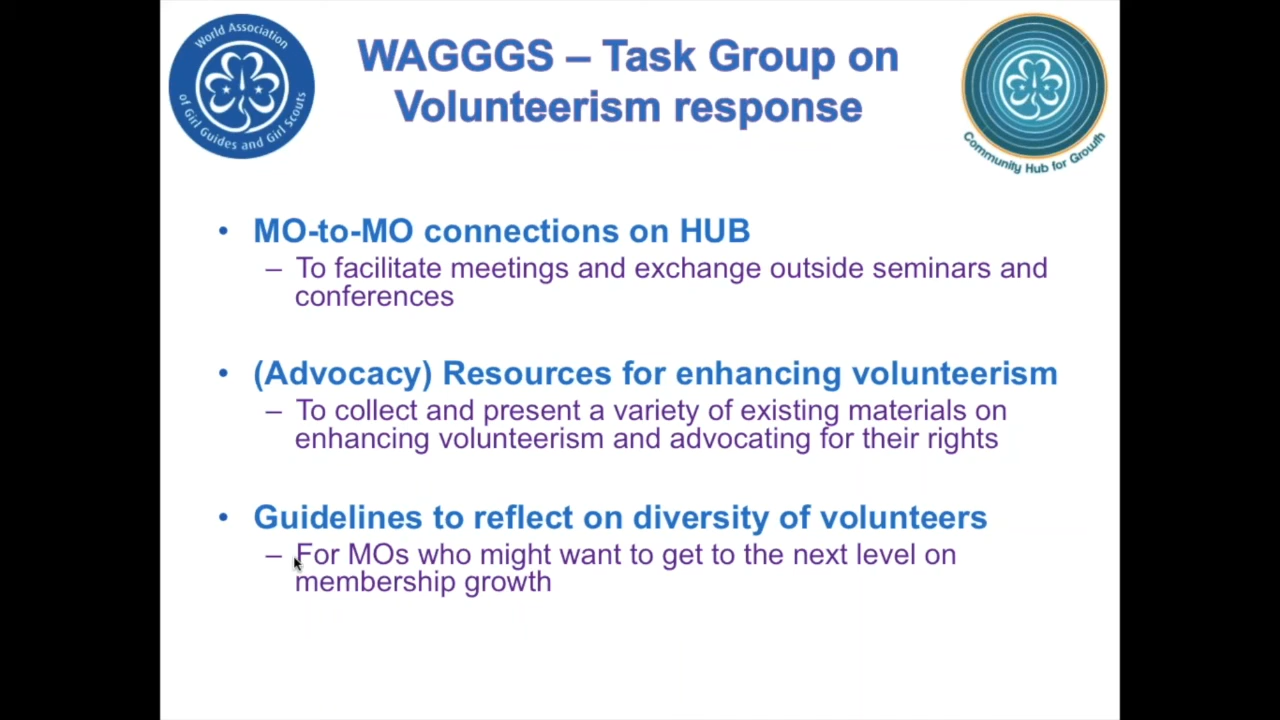 World Association
of Girl Guides and Girl Scouts
WAGGGS – Task Group on
Volunteerism response
Community Hub for Growth
• MO-to-MO connections on HUB
– To facilitate meetings and exchange outside seminars and
conferences
• (Advocacy) Resources for enhancing volunteerism
– To collect and present a variety of existing materials on
enhancing volunteerism and advocating for their rights
• Guidelines to reflect on diversity of volunteers
– For MOs who might want to get to the next level on
membership growth